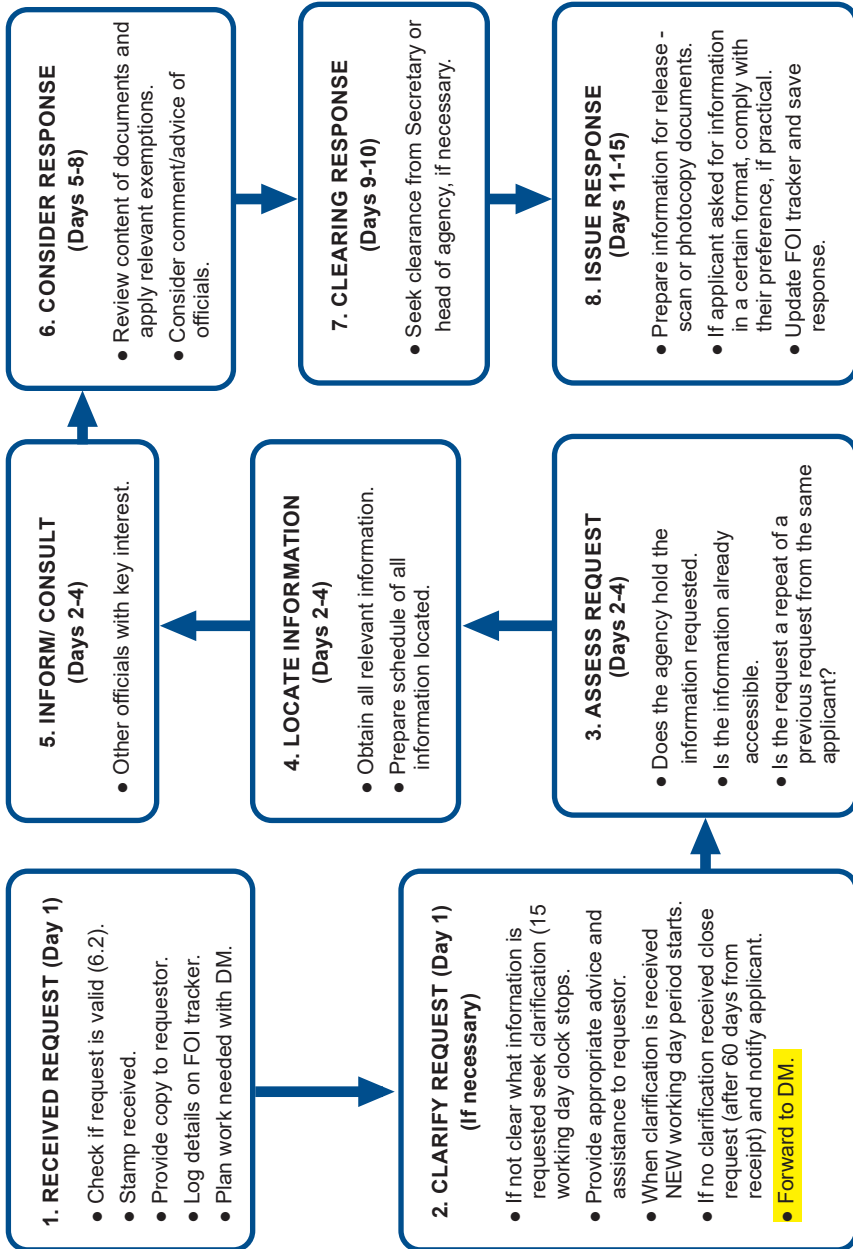 1. RECEIVED REQUEST (Day 1)
● Check if request is valid (6.2).
● Stamp received.
● Provide copy to requestor.
● Log details on FOI tracker.
● Plan work needed with DM.
2. CLARIFY REQUEST (Day 1)
(If necessary)
● If not clear what information is
requested seek clarification (15
working day clock stops.
● Provide appropriate advice and
assistance to requestor.
● When clarification is received
NEW working day period starts.
● If no clarification received close
request (after 60 days from
receipt) and notify applicant.
● Forward to DM.
3. ASSESS REQUEST
(Days 2-4)
● Does the agency hold the
information requested.
● Is the information already
accessible.
● Is the request a repeat of a
previous request from the same
applicant?
4. LOCATE INFORMATION
(Days 2-4)
● Obtain all relevant information.
● Prepare schedule of all
information located.
5. INFORM/ CONSULT
(Days 2-4)
● Other officials with key interest.
6. CONSIDER RESPONSE
(Days 5-8)
● Review content of documents and
apply relevant exemptions.
● Consider comment/advice of
officials.
7. CLEARING RESPONSE
(Days 9-10)
● Seek clearance from Secretary or
head of agency, if necessary.
8. ISSUE RESPONSE
(Days 11-15)
● Prepare information for release -
scan or photocopy documents.
● If applicant asked for information
in a certain format, comply with
their preference, if practical.
● Update FOI tracker and save
response.